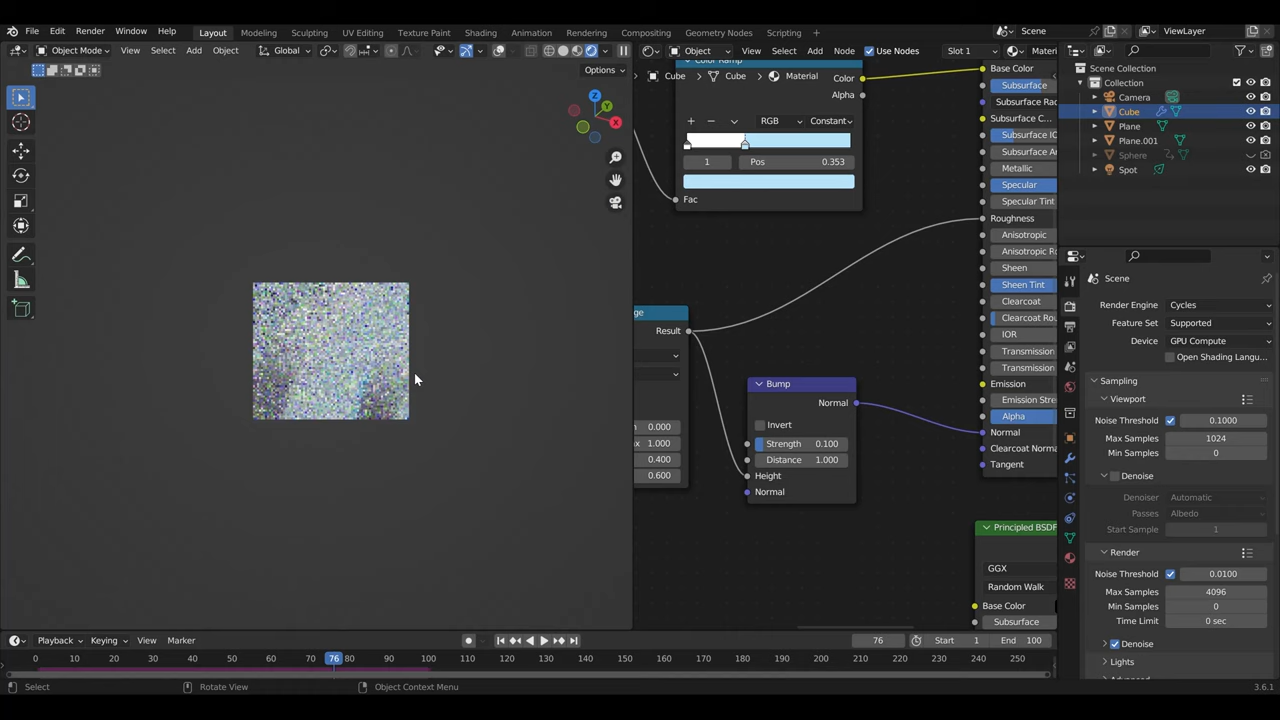 File Edit Render Window Help Layout Modeling Sculpting UV Editing Texture Paint Shading Animation Rendering Compositing Geometry Nodes Scripting Scene ViewLayer
Object Mode View Select Add Object Global Object View Select Add Node Use Nodes Slot 1 Materi
Options
Cube Cube Material
Color Ramp
Color
Alpha
RGB Constant
1 Pos 0.353
Fac
ge
Result
0.000
1.000
0.400
0.600
Bump
Normal
Invert
Strength 0.100
Distance 1.000
Height
Normal
Base Color
Subsurface
Subsurface Rac
Subsurface C...
Subsurface IO
Subsurface An
Metallic
Specular
Specular Tint
Roughness
Anisotropic
Anisotropic R
Sheen
Sheen Tint
Clearcoat
Clearcoat Ro
IOR
Transmission
Transmission
Emission
Emission Stre
Alpha
Normal
Clearcoat Norma
Tangent
Principled BSDF
GGX
Random Walk
Base Color
Subsurface
Scene Collection
Collection
Camera
Cube
Plane
Plane.001
Sphere
Spot
Scene
Render Engine Cycles
Feature Set Supported
Device GPU Compute
Open Shading Langu...
Sampling
Viewport
Noise Threshold 0.1000
Max Samples 1024
Min Samples 0
Denoise
Denoiser Automatic
Passes Albedo
Start Sample 1
Render
Noise Threshold 0.0100
Max Samples 4096
Min Samples 0
Time Limit 0 sec
Denoise
Lights
Playback Keying View Marker 76 Start 1 End 100
0 10 20 30 40 50 60 70 76 80 90 100 110 120 130 140 150 160 170 180 190 200 210 220 230 240 250
Select Rotate View Object Context Menu 3.6.1